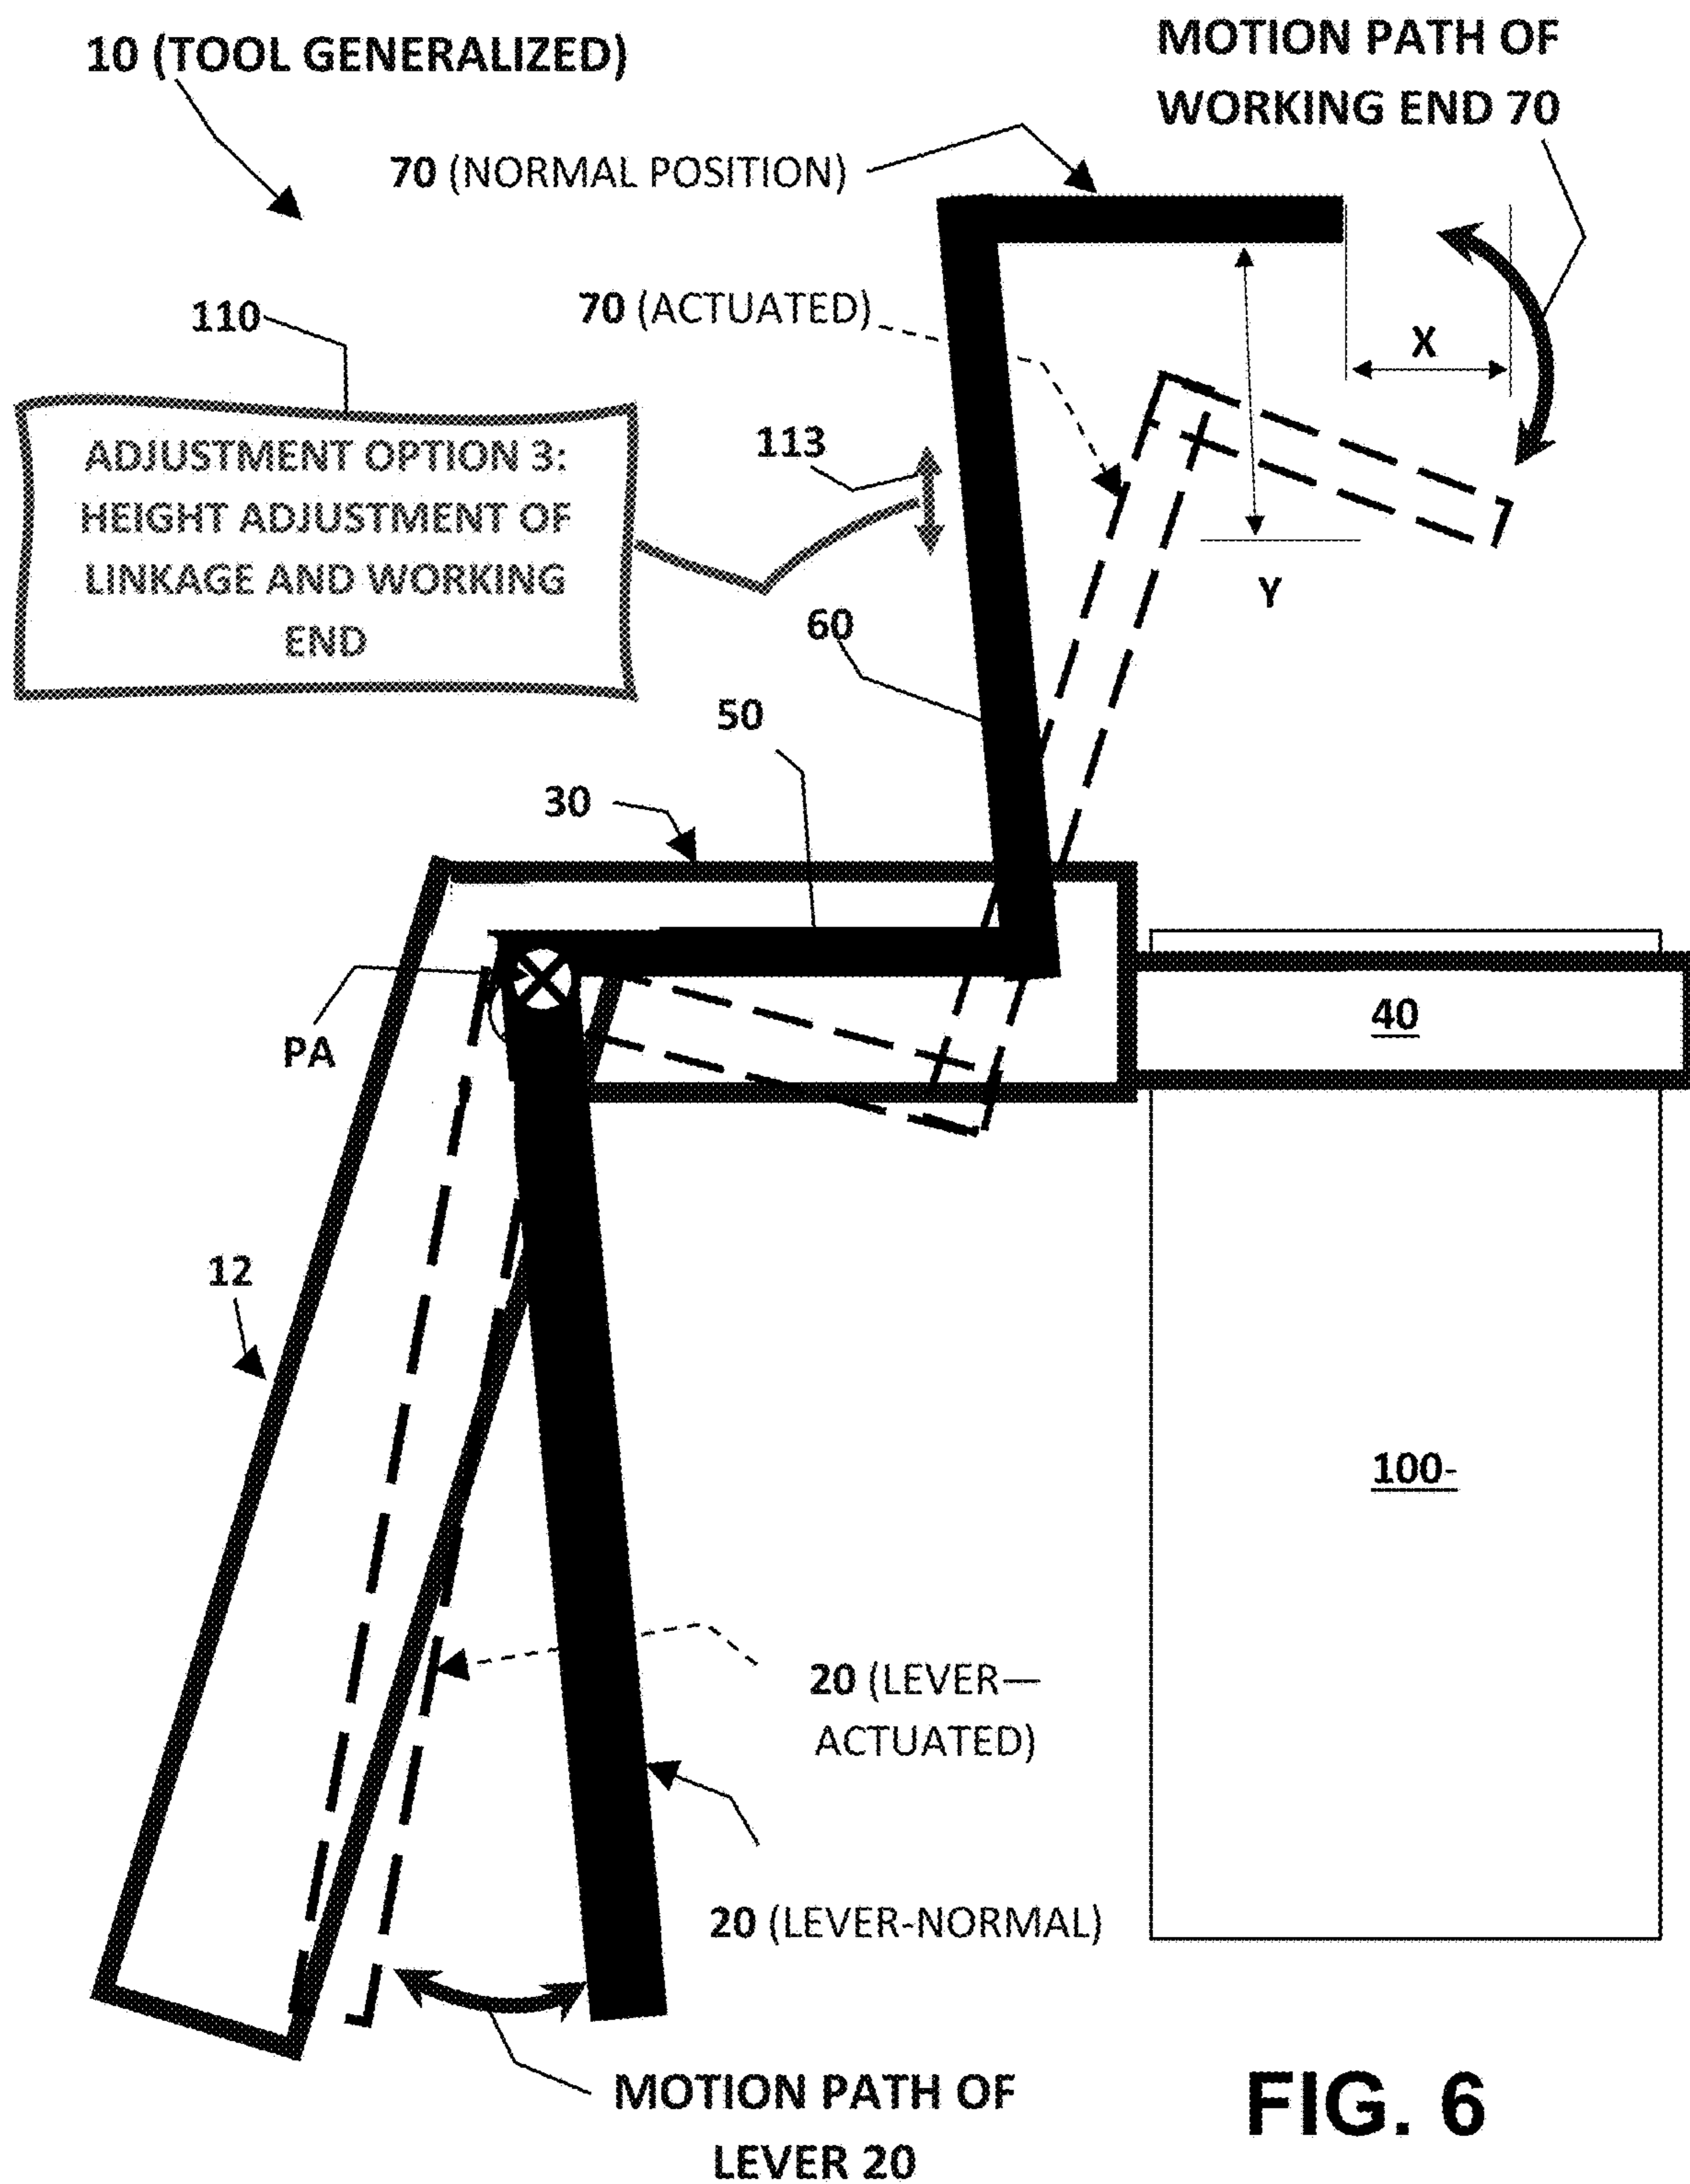 10 (TOOL GENERALIZED)
MOTION PATH OF
WORKING END 70
70 (NORMAL POSITION)
70 (ACTUATED)
110
X
ADJUSTMENT OPTION 3:
HEIGHT ADJUSTMENT OF
LINKAGE AND WORKING
END
113
Y
60
50
30
40
PA
12
100-
20 (LEVER—
ACTUATED)
20 (LEVER-NORMAL)
MOTION PATH OF
LEVER 20
FIG. 6